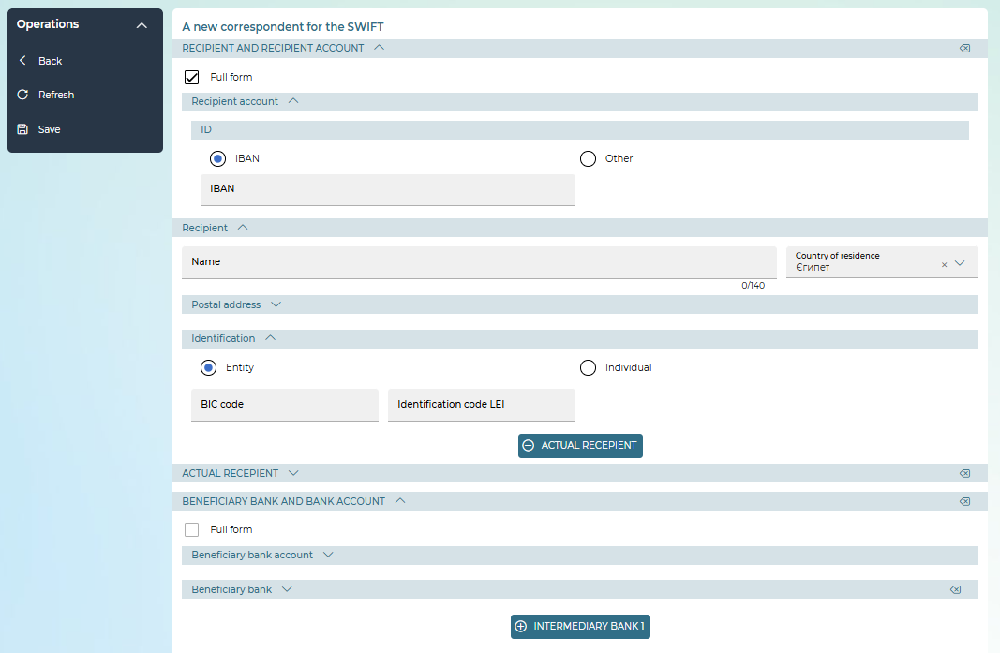 Operations
Back
Refresh
Save
A new correspondent for the SWIFT
RECIPIENT AND RECIPIENT ACCOUNT
Full form
Recipient account
ID
IBAN Other
IBAN
Recipient
Name
Country of residence
Єгипет
0/140
Postal address
Identification
Entity Individual
BIC code Identification code LEI
ACTUAL RECEPIENT
ACTUAL RECEPIENT
BENEFICIARY BANK AND BANK ACCOUNT
Full form
Beneficiary bank account
Beneficiary bank
INTERMEDIARY BANK 1